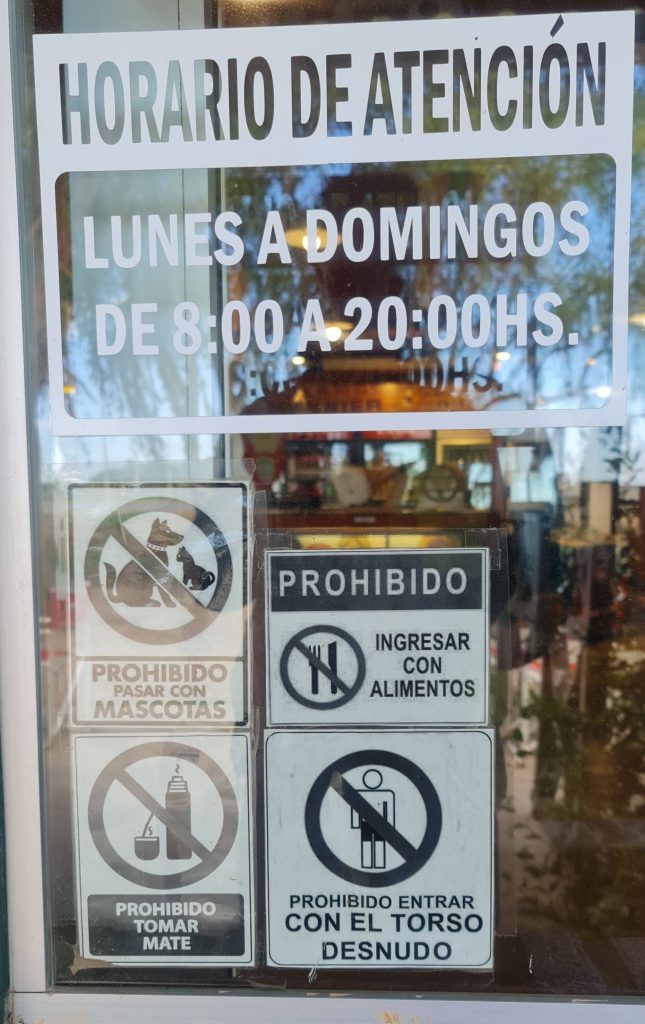 HORARIO DE ATENCIÓN
LUNES A DOMINGOS
DE 8:00 A 20:00HS.
PROHIBIDO
PASAR CON
MASCOTAS
PROHIBIDO
INGRESAR
CON
ALIMENTOS
PROHIBIDO
TOMAR
MATE
PROHIBIDO ENTRAR
CON EL TORSO
DESNUDO